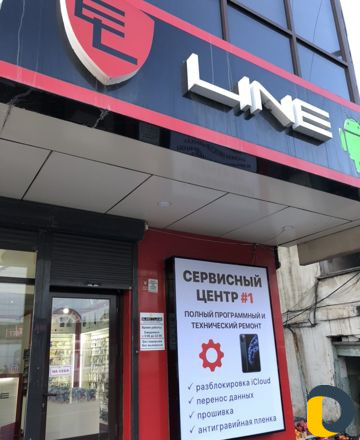 LINE
СЕРВИСНЫЙ
ЦЕНТР #1
ПОЛНЫЙ ПРОГРАММНЫЙ И
ТЕХНИЧЕСКИЙ РЕМОНТ
✓ разблокировка iCloud
✓ перенос данных
✓ прошивка
✓ антигравийная пленка